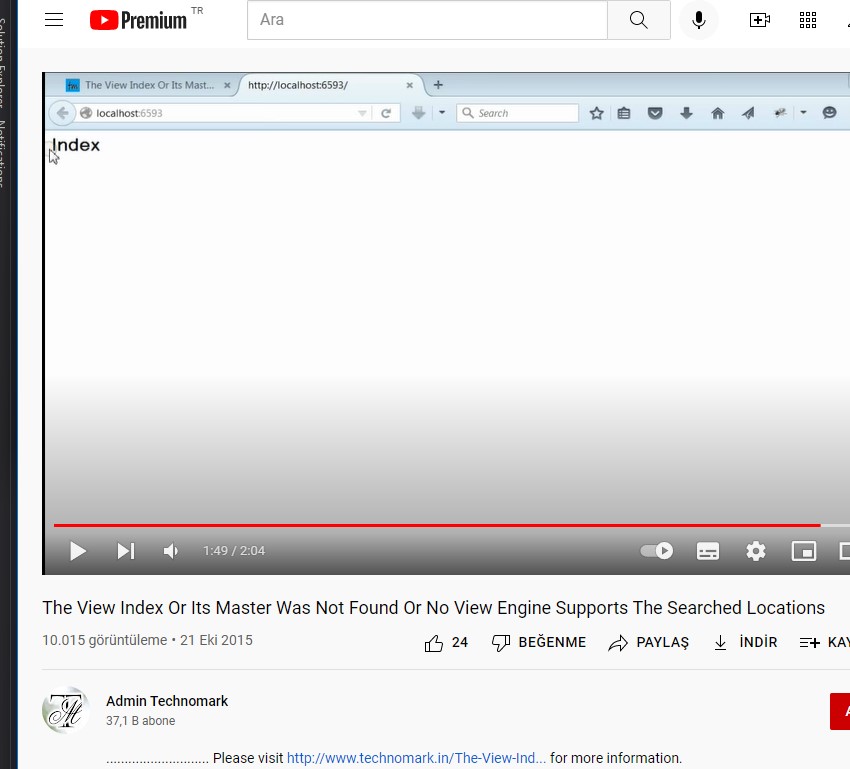 Solution Explorer
Notifications
Premium TR
Ara
The View Index Or Its Mast...
http://localhost:6593/
localhost:6593
Search
Index
1:49 / 2:04
The View Index Or Its Master Was Not Found Or No View Engine Supports The Searched Locations
10.015 görüntüleme • 21 Eki 2015
24
BEĞENME
PAYLAŞ
İNDİR
KAY
Admin Technomark
37,1 B abone
........................... Please visit http://www.technomark.in/The-View-Ind... for more information.